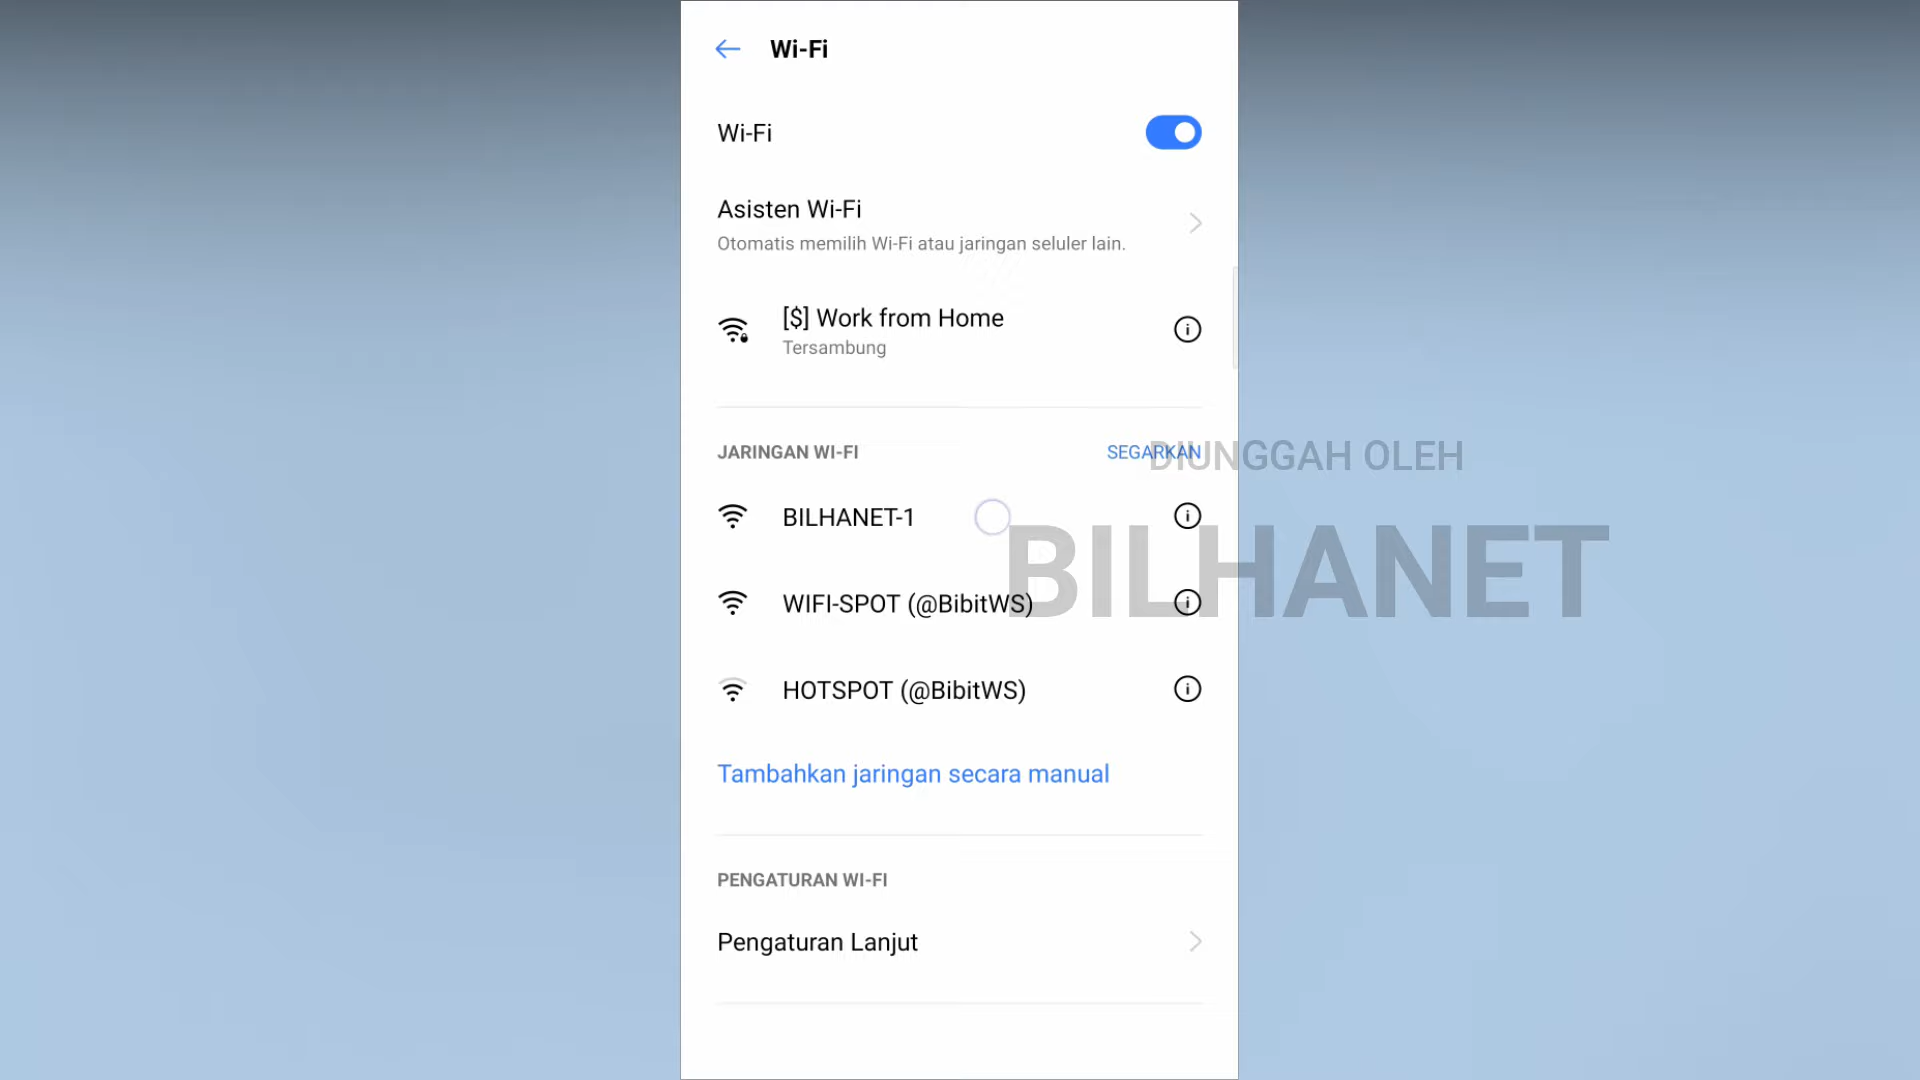 Wi-Fi
Wi-Fi
Asisten Wi-Fi
Otomatis memilih Wi-Fi atau jaringan seluler lain.
[$] Work from Home
Tersambung
JARINGAN WI-FI
SEGARKAN
DIUNGGAH OLEH
BILHANET
BILHANET-1
WIFI-SPOT (@BibitWS)
HOTSPOT (@BibitWS)
Tambahkan jaringan secara manual
PENGATURAN WI-FI
Pengaturan Lanjut